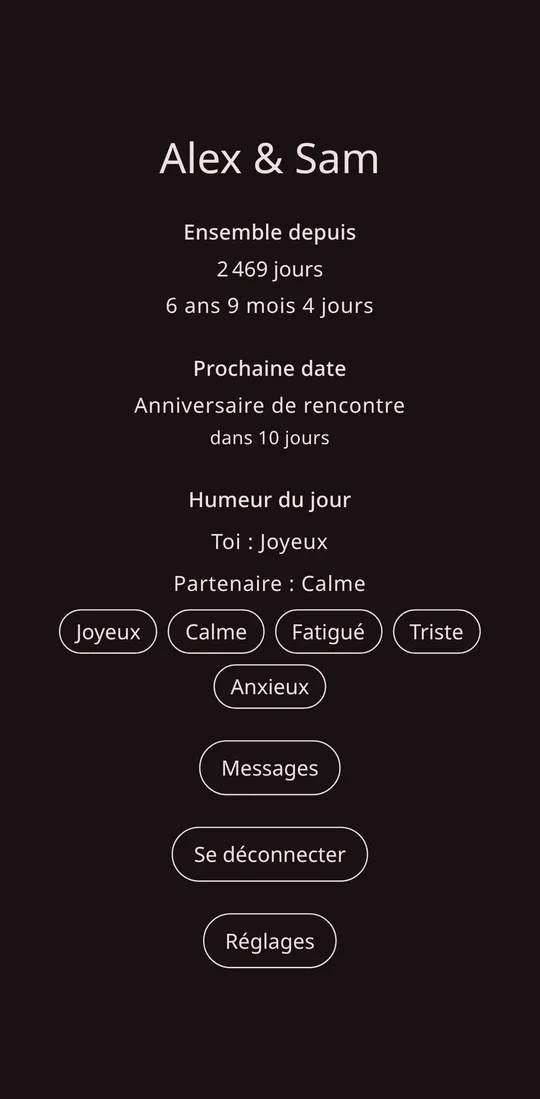 Alex & Sam
Ensemble depuis
2 469 jours
6 ans 9 mois 4 jours
Prochaine date
Anniversaire de rencontre
dans 10 jours
Humeur du jour
Toi : Joyeux
Partenaire : Calme
Joyeux Calme Fatigué Triste
Anxieux
Messages
Se déconnecter
Réglages